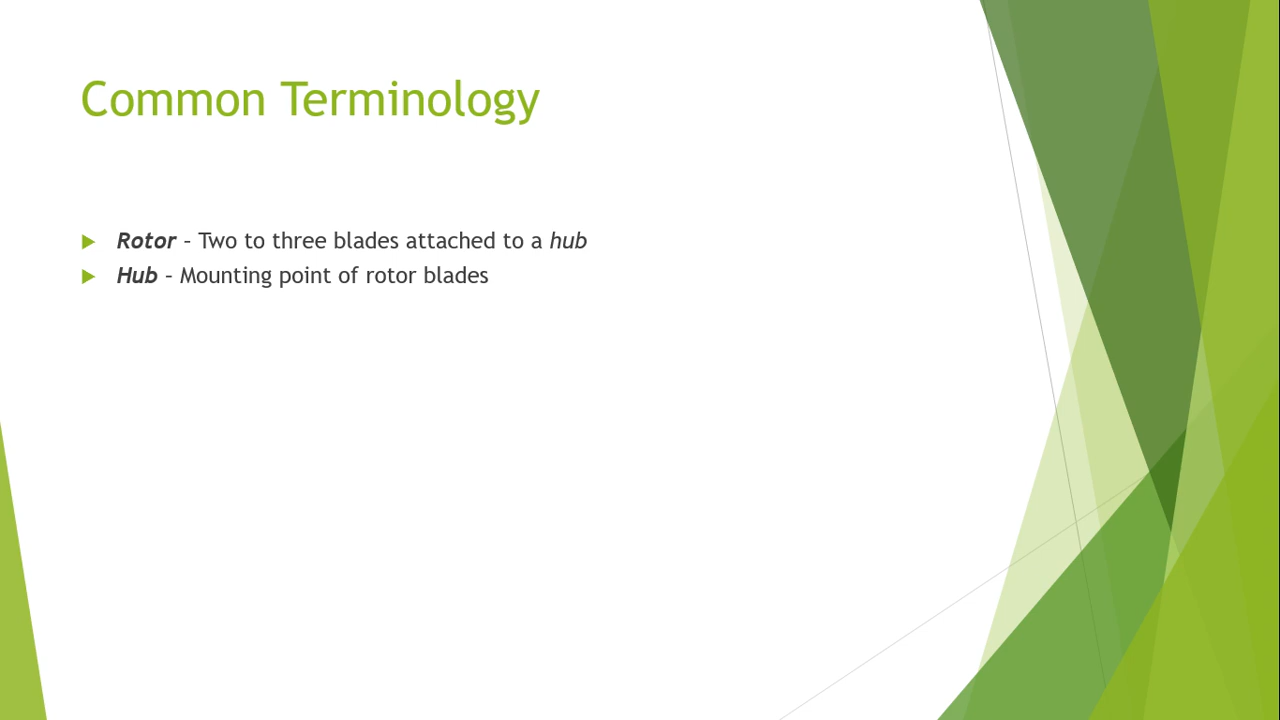 Common Terminology
Rotor – Two to three blades attached to a hub
Hub – Mounting point of rotor blades